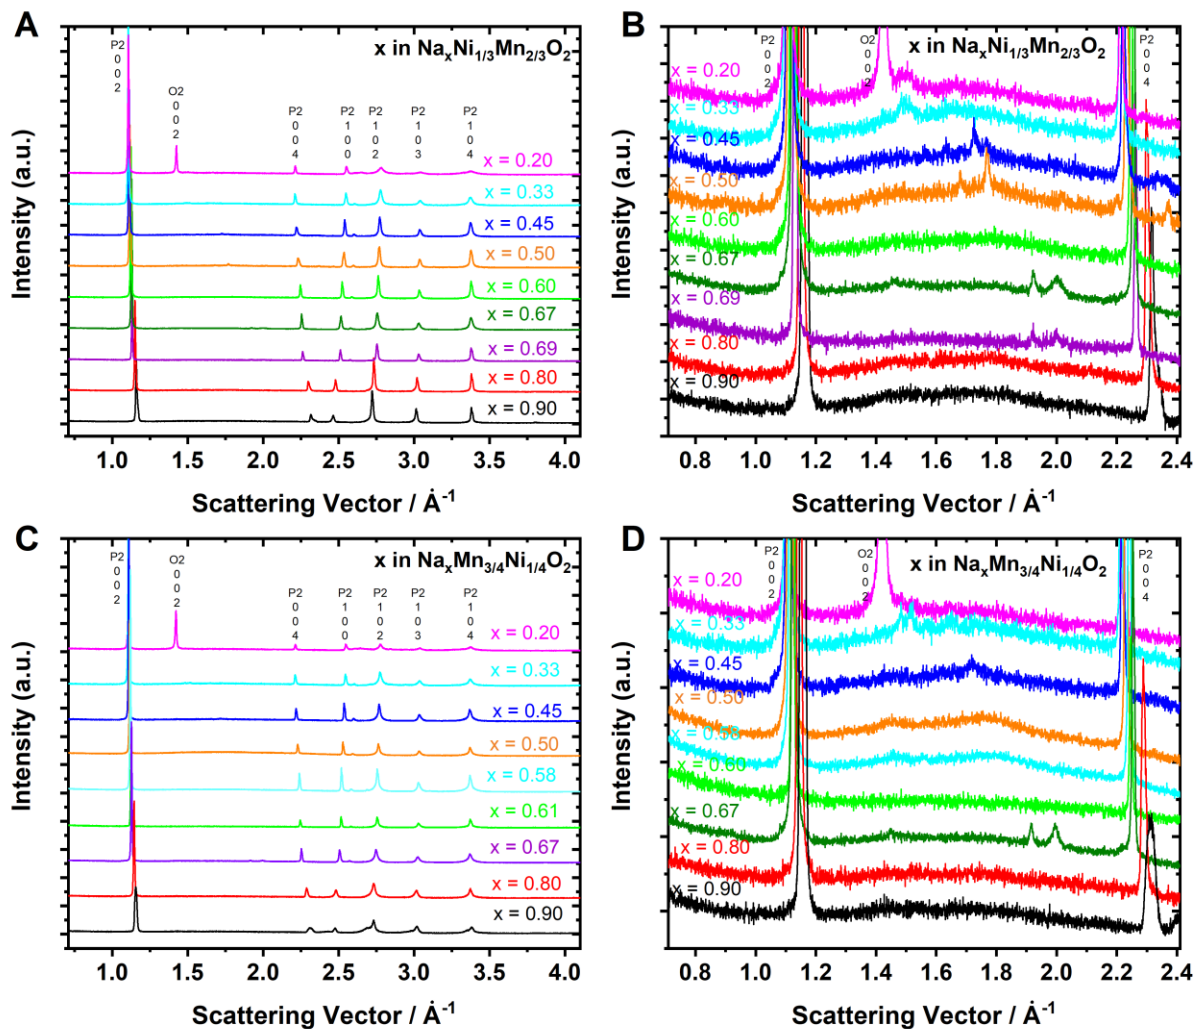 A
x in NaxNi1/3Mn2/3O2
P2
0
0
2
O2
0
0
2
P2
0
0
4
P2
1
0
0
P2
1
0
2
P2
1
0
3
P2
1
0
4
x = 0.20
x = 0.33
x = 0.45
x = 0.50
x = 0.60
x = 0.67
x = 0.69
x = 0.80
x = 0.90
Intensity (a.u.)
1.0 1.5 2.0 2.5 3.0 3.5 4.0
Scattering Vector / Å-1
B
x in NaxNi1/3Mn2/3O2
P2
0
0
2
O2
0
0
2
P2
0
0
4
x = 0.20
x = 0.33
x = 0.45
x = 0.50
x = 0.60
x = 0.67
x = 0.69
x = 0.80
x = 0.90
Intensity (a.u.)
0.8 1.0 1.2 1.4 1.6 1.8 2.0 2.2 2.4
Scattering Vector / Å-1
C
x in NaxMn3/4Ni1/4O2
P2
0
0
2
O2
0
0
2
P2
0
0
4
P2
1
0
0
P2
1
0
2
P2
1
0
3
P2
1
0
4
x = 0.20
x = 0.33
x = 0.45
x = 0.50
x = 0.58
x = 0.61
x = 0.67
x = 0.80
x = 0.90
Intensity (a.u.)
1.0 1.5 2.0 2.5 3.0 3.5 4.0
Scattering Vector / Å-1
D
x in NaxMn3/4Ni1/4O2
P2
0
0
2
O2
0
0
2
P2
0
0
4
x = 0.20
x = 0.33
x = 0.45
x = 0.50
x = 0.58
x = 0.60
x = 0.67
x = 0.80
x = 0.90
Intensity (a.u.)
0.8 1.0 1.2 1.4 1.6 1.8 2.0 2.2 2.4
Scattering Vector / Å-1